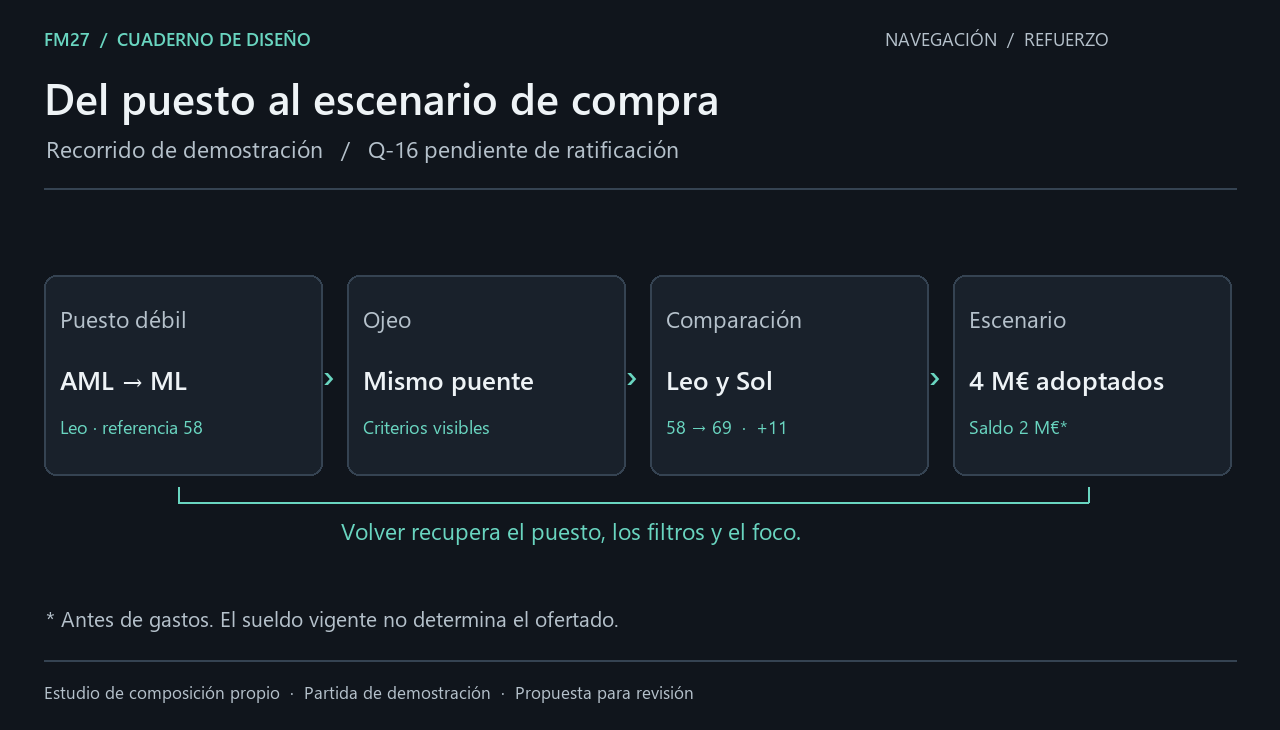 FM27 / CUADERNO DE DISEÑO
NAVEGACIÓN / REFUERZO
Del puesto al escenario de compra
Recorrido de demostración / Q-16 pendiente de ratificación
Puesto débil
AML → ML
Leo · referencia 58
›
Ojeo
Mismo puente
Criterios visibles
›
Comparación
Leo y Sol
58 → 69 · +11
›
Escenario
4 M€ adoptados
Saldo 2 M€*
Volver recupera el puesto, los filtros y el foco.
* Antes de gastos. El sueldo vigente no determina el ofertado.
Estudio de composición propio · Partida de demostración · Propuesta para revisión